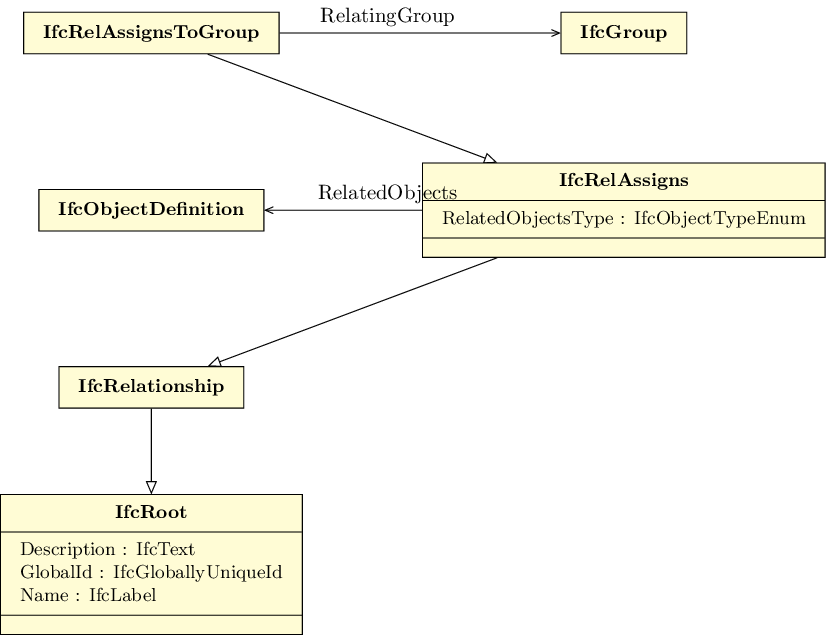 RelatingGroup
IfcRelAssignsToGroup
IfcGroup
IfcRelAssigns
RelatedObjects
IfcObjectDefinition
RelatedObjectsType : IfcObjectTypeEnum
IfcRelationship
IfcRoot
Description : IfcText
GlobalId : IfcGloballyUniqueId
Name : IfcLabel